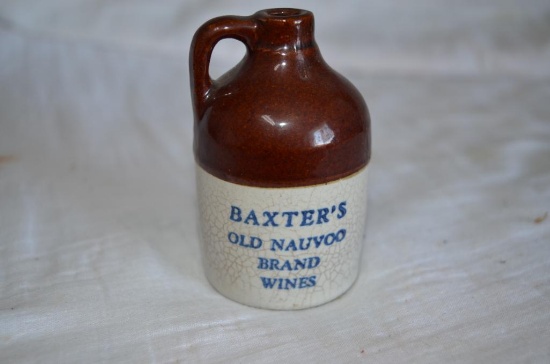 BAXTER'S
OLD NAUVOO
BRAND
WINES